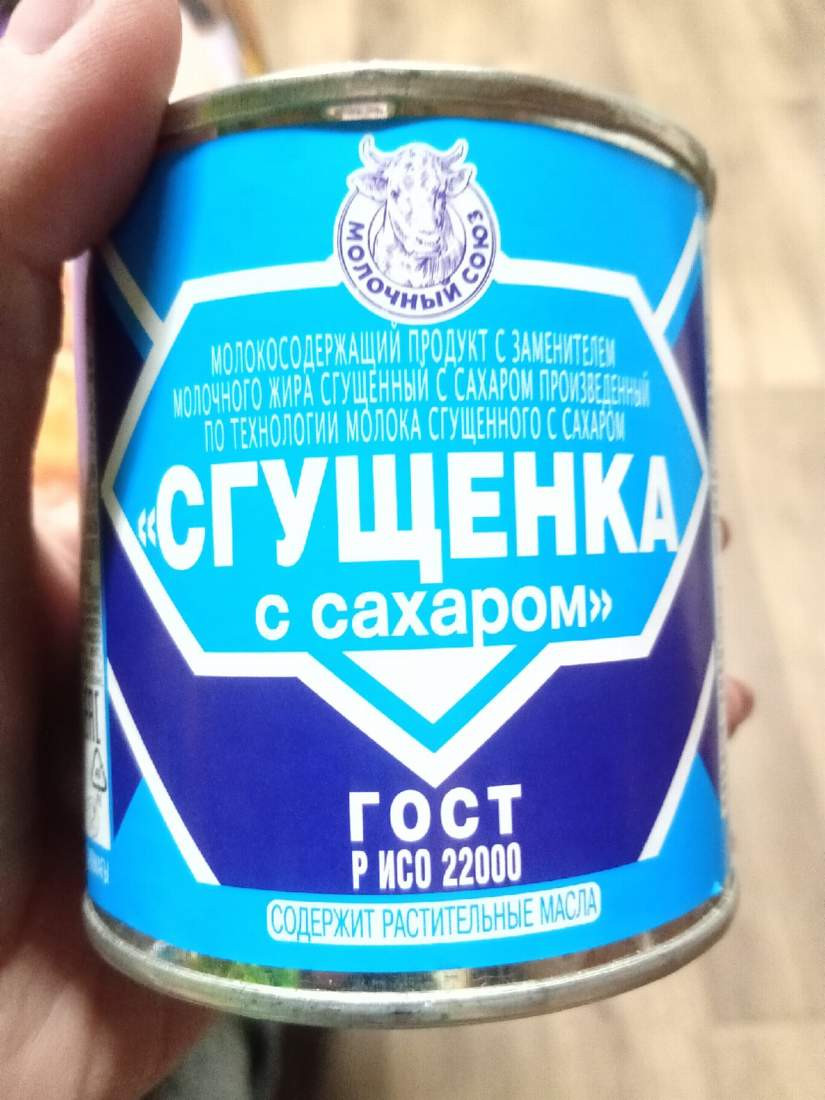 МОЛОЧНЫЙ СОЮЗ
МОЛОКОСОДЕРЖАЩИЙ ПРОДУКТ С ЗАМЕНИТЕЛЕМ
МОЛОЧНОГО ЖИРА СГУЩЕННЫЙ С САХАРОМ ПРОИЗВЕДЕННЫЙ
ПО ТЕХНОЛОГИИ МОЛОКА СГУЩЕННОГО С САХАРОМ
«СГУЩЕНКА
с сахаром»
ГОСТ
Р ИСО 22000
СОДЕРЖИТ РАСТИТЕЛЬНЫЕ МАСЛА